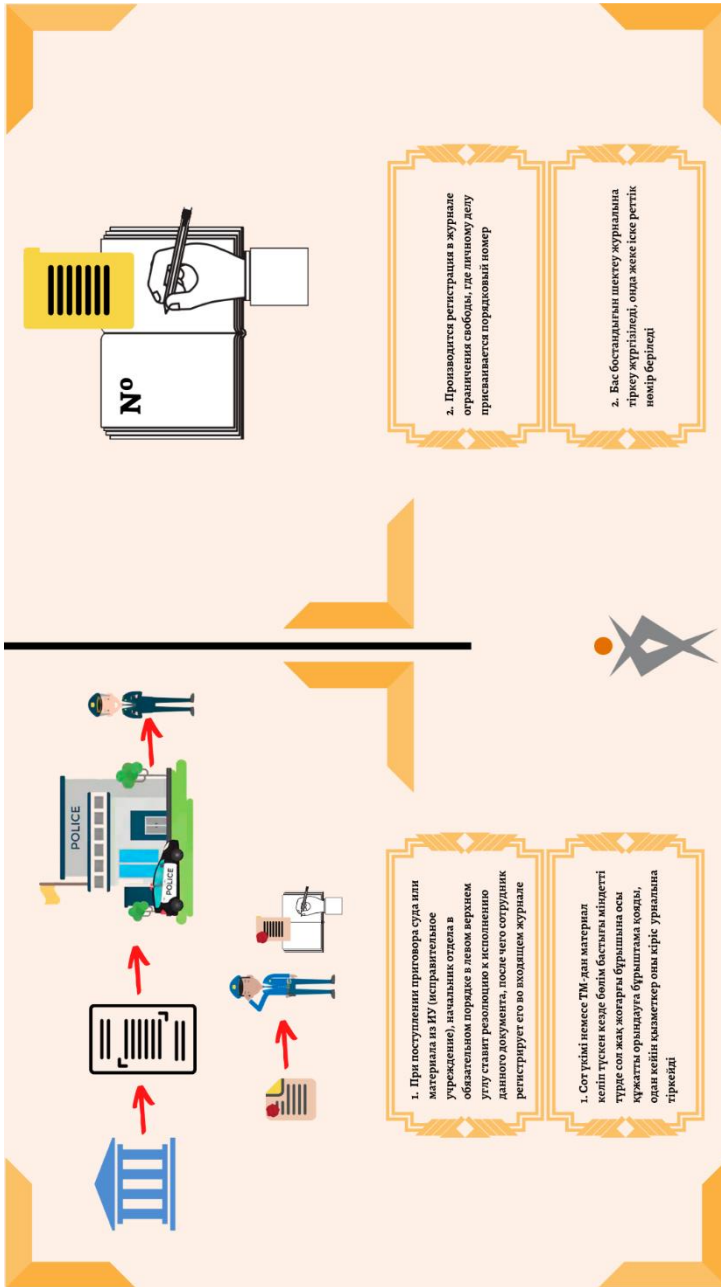 POLICE
POLICE
1. При поступлении приговора суда или
материала из ИУ (исправительное
учреждение), начальник отдела в
обязательном порядке в левом верхнем
углу ставит резолюцию к исполнению
данного документа, после чего сотрудник
регистрирует его во входящем журнале
1. Сот үкімі немесе ТМ-дан материал
келіп түскен кезде бөлім бастығы міндетті
түрде сол жақ жоғарғы бұрышына осы
құжатты орындауға бұрыштама қояды,
одан кейін қызметкер оны кіріс урналына
тіркейді
№
2. Производится регистрация в журнале
ограничения свободы, где личному делу
присваивается порядковый номер
2. Бас бостандығын шектеу журналына
тіркеу жүргізіледі, онда жеке іске реттік
нөмір беріледі